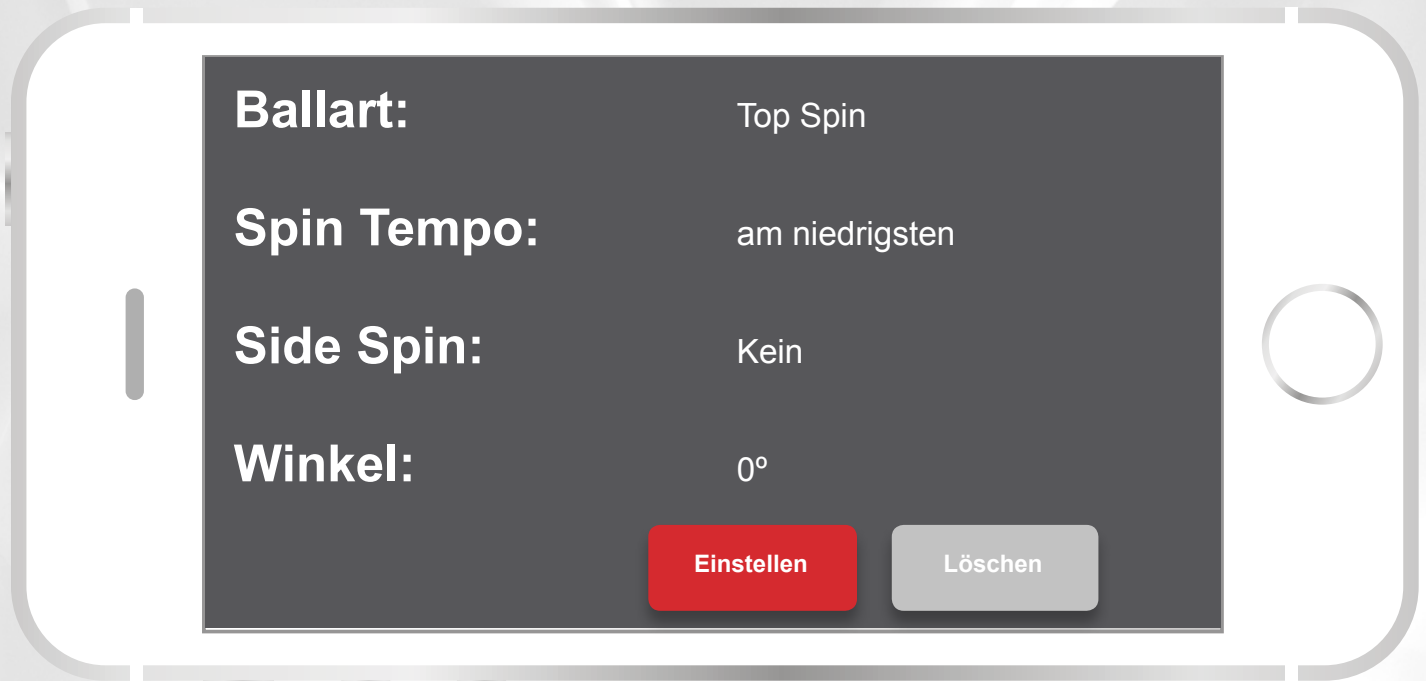 Ballart: Top Spin
Spin Tempo: am niedrigsten
Side Spin: Kein
Winkel: 0º
Einstellen Löschen